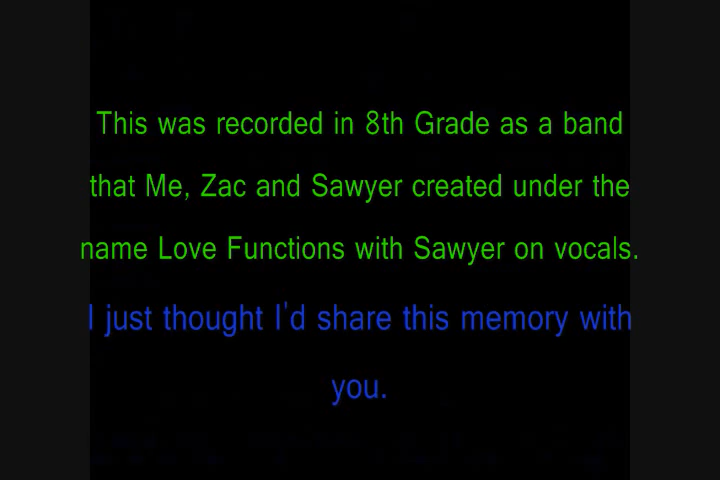 This was recorded in 8th Grade as a band
that Me, Zac and Sawyer created under the
name Love Functions with Sawyer on vocals.
I just thought I'd share this memory with
you.